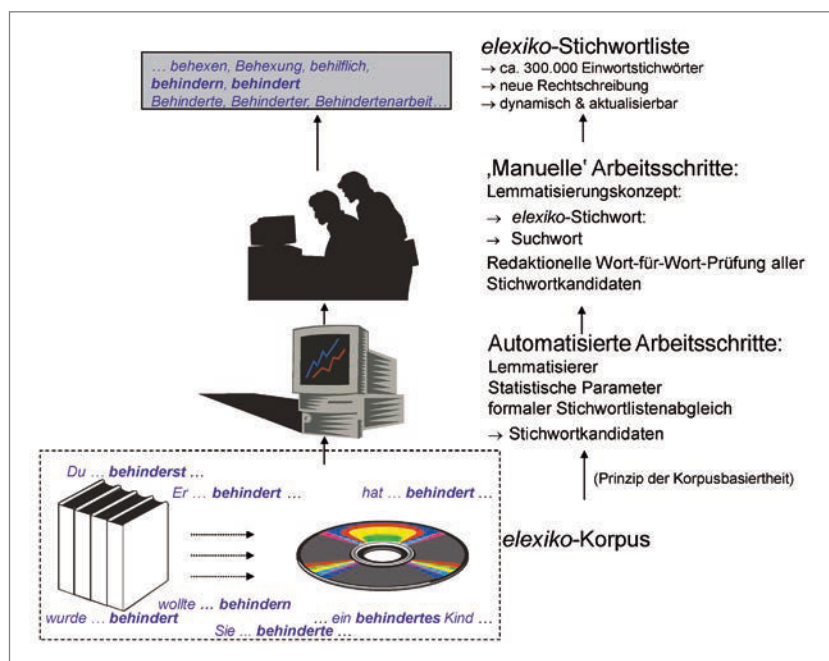 … behexen, Behexung, behilflich,
behindern, behindert
Behinderte, Behinderter, Behindertenarbeit…
elexiko-Stichwortliste
→ ca. 300.000 Einwortstichwörter
→ neue Rechtschreibung
→ dynamisch & aktualisierbar
‚Manuelle‘ Arbeitsschritte:
Lemmatisierungskonzept:
→ elexiko-Stichwort:
→ Suchwort
Redaktionelle Wort-für-Wort-Prüfung aller
Stichwortkandidaten
Automatisierte Arbeitsschritte:
Lemmatisierer
Statistische Parameter
formaler Stichwortlistenabgleich
→ Stichwortkandidaten
(Prinzip der Korpusbasiertheit)
elexiko-Korpus
Du … behinderst …
Er … behindert …
hat … behindert …
wollte … behindern
wurde … behindert
… ein behindertes Kind …
Sie … behinderte …